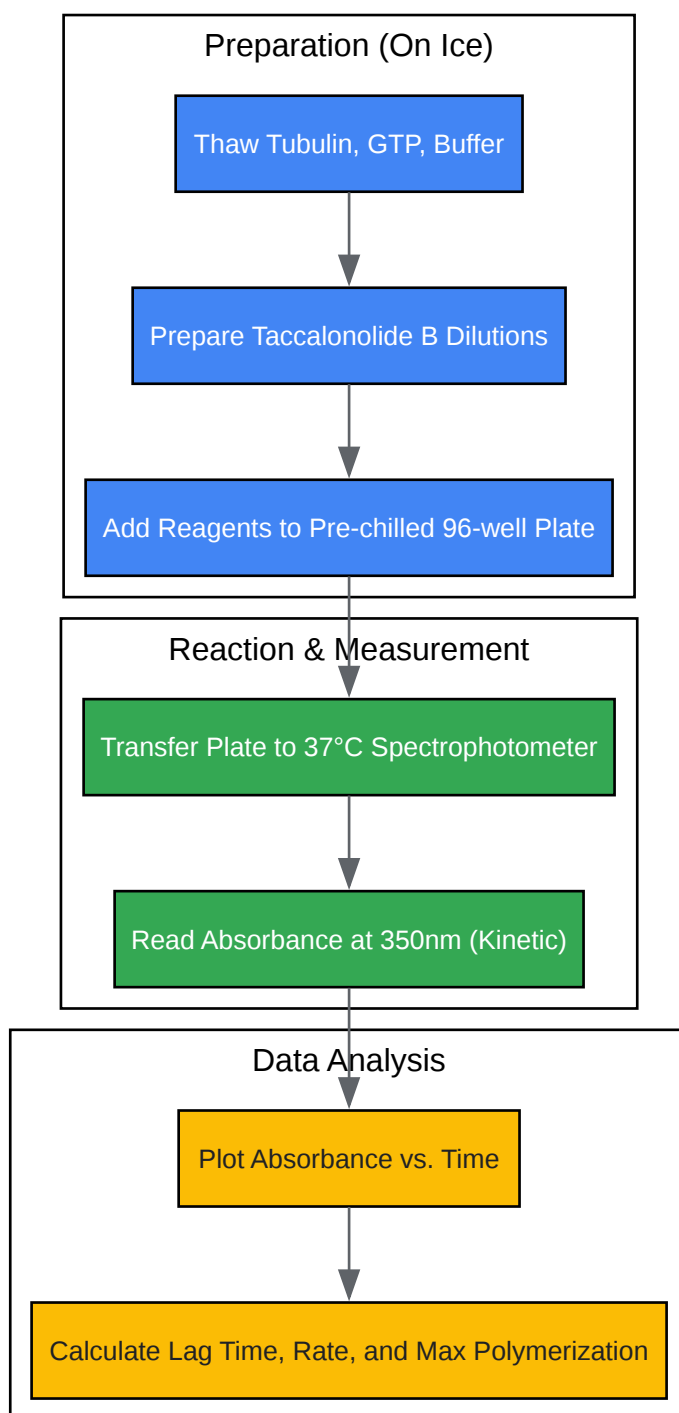 Preparation (On Ice)
Thaw Tubulin, GTP, Buffer
Prepare Taccalonolide B Dilutions
Add Reagents to Pre-chilled 96-well Plate
Reaction & Measurement
Transfer Plate to 37°C Spectrophotometer
Read Absorbance at 350nm (Kinetic)
Data Analysis
Plot Absorbance vs. Time
Calculate Lag Time, Rate, and Max Polymerization